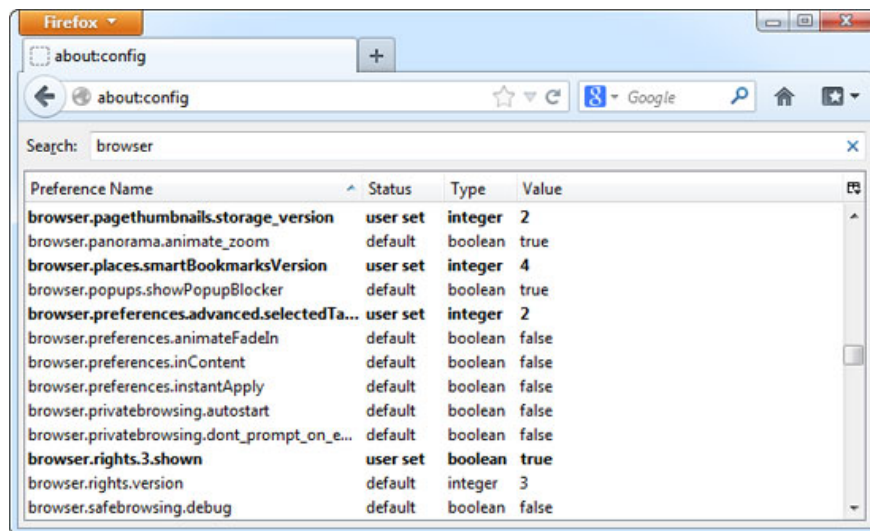 Firefox
about:config
about:config Google
Search: browser
Preference Name Status Type Value
browser.pagethumbnails.storage_version user set integer 2
browser.panorama.animate_zoom default boolean true
browser.places.smartBookmarksVersion user set integer 4
browser.popups.showPopupBlocker default boolean true
browser.preferences.advanced.selectedTa... user set integer 2
browser.preferences.animateFadeIn default boolean false
browser.preferences.inContent default boolean false
browser.preferences.instantApply default boolean false
browser.privatebrowsing.autostart default boolean false
browser.privatebrowsing.dont_prompt_on_e... default boolean false
browser.rights.3.shown user set boolean true
browser.rights.version default integer 3
browser.safebrowsing.debug default boolean false